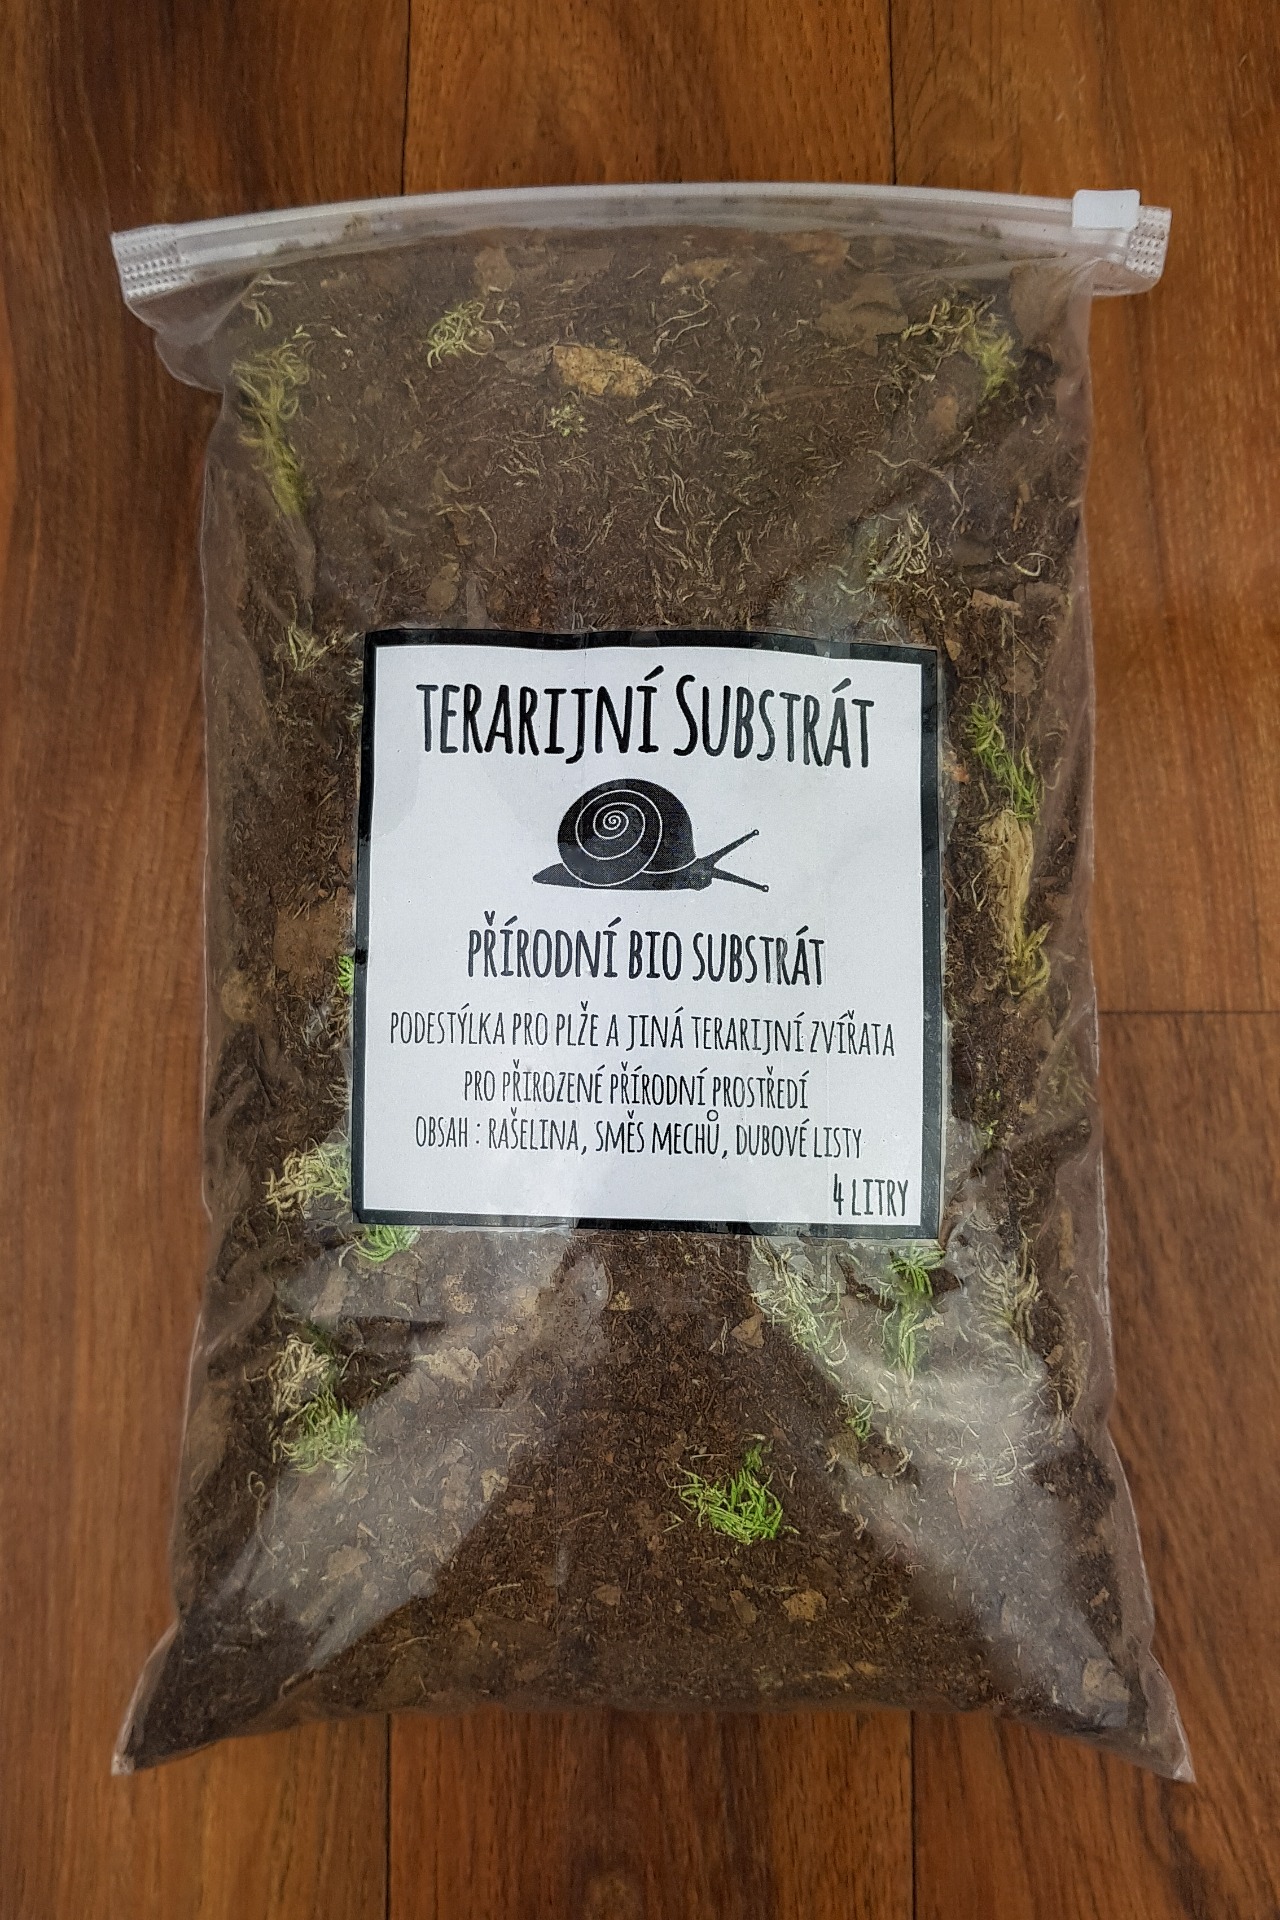 TERARIJNÍ SUBSTRÁT
PŘÍRODNÍ BIO SUBSTRÁT
PODESTÝLKA PRO PLŽE A JINÁ TERARIJNÍ ZVÍŘATA
PRO PŘIROZENÉ PŘÍRODNÍ PROSTŘEDÍ
OBSAH : RAŠELINA, SMĚS MECHŮ, DUBOVÉ LISTY
4 LITRY